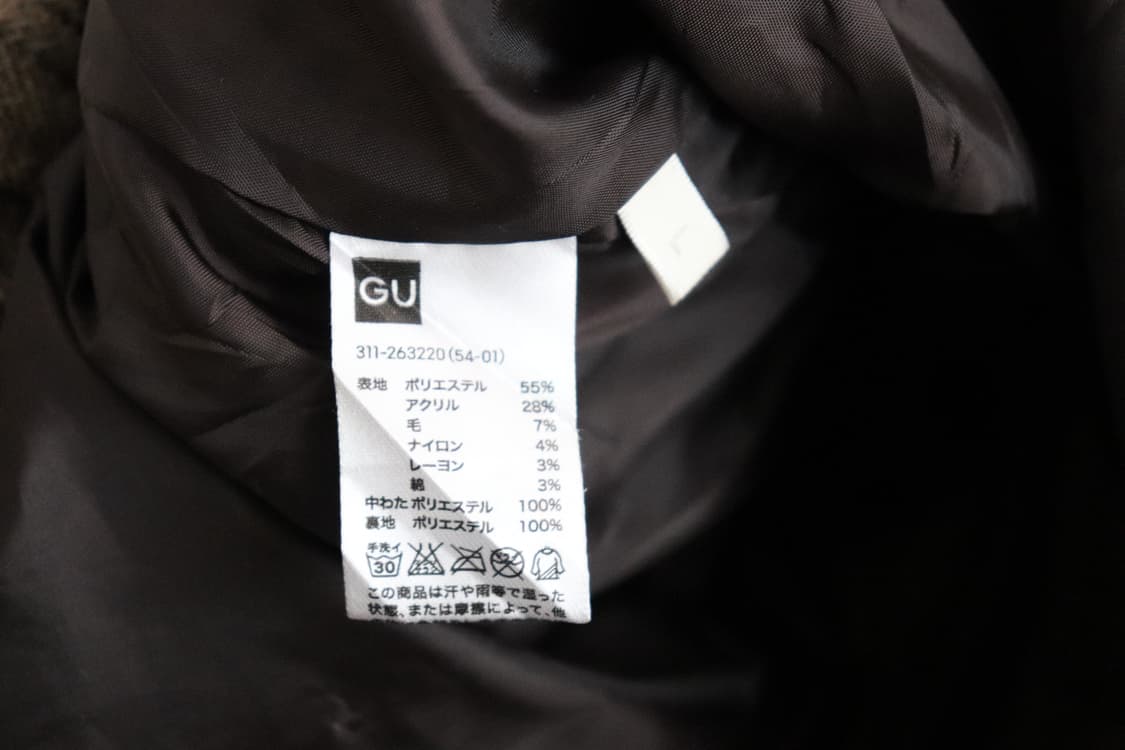 GU
311-263220(54-01)
表地 ポリエステル 55%
アクリル 28%
毛 7%
ナイロン 4%
レーヨン 3%
綿 3%
中わた ポリエステル 100%
裏地 ポリエステル 100%
手洗イ
30
この商品は汗や雨等で湿った
状態、または摩擦によって、他
L